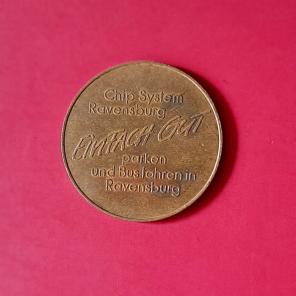 Chip System
Ravensburg
EINFACH GUT
parken
und Busfahren in
Ravensburg